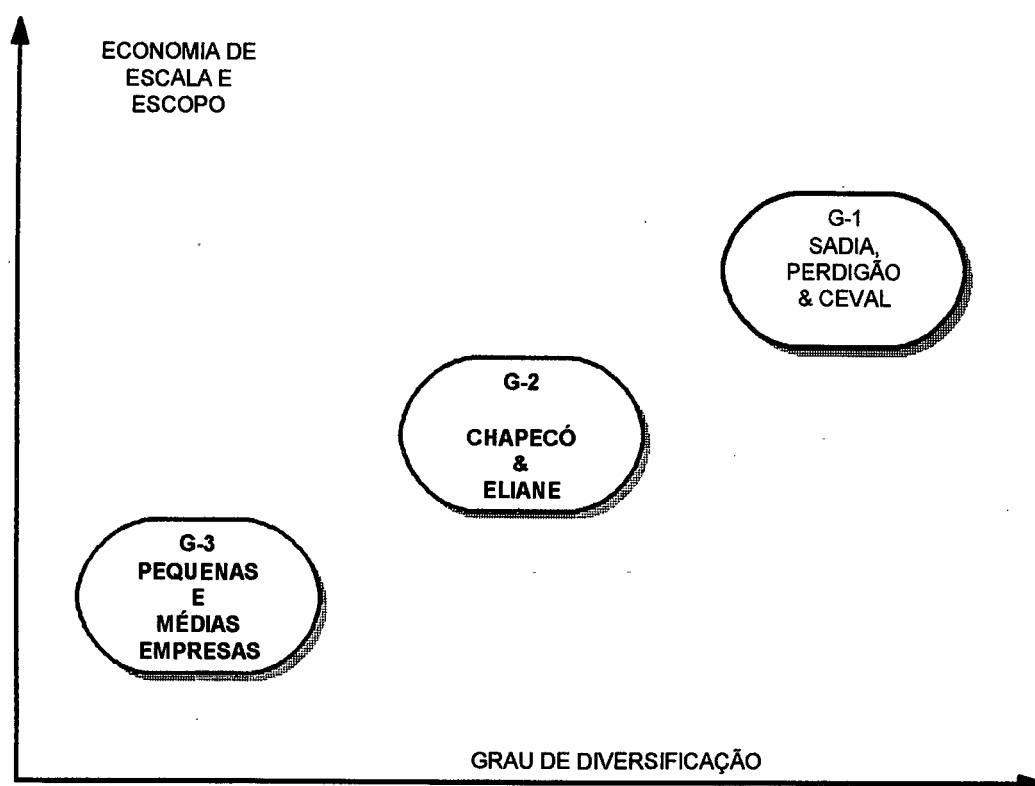 ECONOMIA DE
ESCALA E
ESCOPO
G-1
SADIA,
PERDIGÃO
& CEVAL
G-2
CHAPECÓ
&
ELIANE
G-3
PEQUENAS
E
MÉDIAS
EMPRESAS
GRAU DE DIVERSIFICAÇÃO